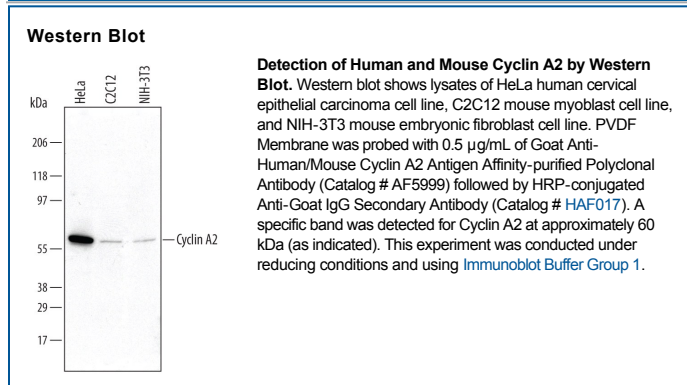 Western Blot
Detection of Human and Mouse Cyclin A2 by Western
Blot. Western blot shows lysates of HeLa human cervical
epithelial carcinoma cell line, C2C12 mouse myoblast cell line,
and NIH-3T3 mouse embryonic fibroblast cell line. PVDF
Membrane was probed with 0.5 µg/mL of Goat Anti-
Human/Mouse Cyclin A2 Antigen Affinity-purified Polyclonal
Antibody (Catalog # AF5999) followed by HRP-conjugated
Anti-Goat IgG Secondary Antibody (Catalog # HAF017). A
specific band was detected for Cyclin A2 at approximately 60
kDa (as indicated). This experiment was conducted under
reducing conditions and using Immunoblot Buffer Group 1.
kDa
HeLa
C2C12
NIH-3T3
206
118
97
55
38
29
17
Cyclin A2